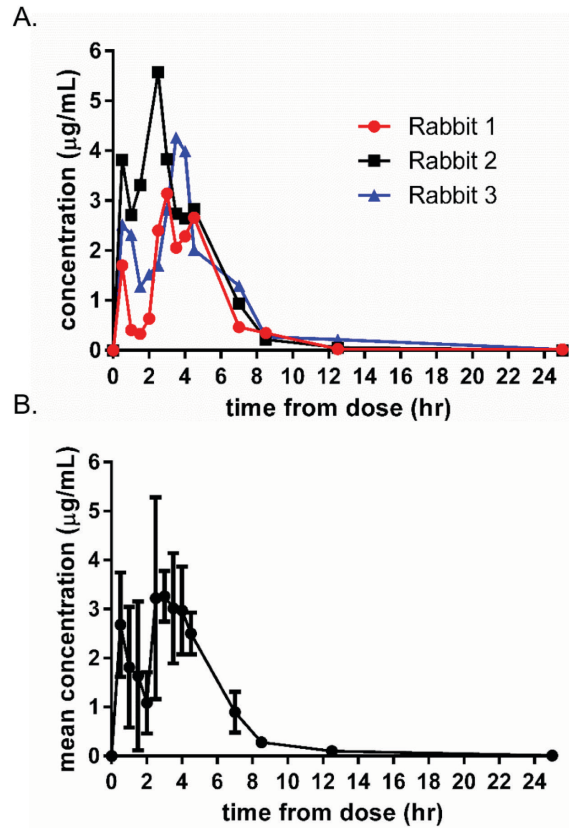 A.
6
5
4
3
2
1
0
concentration (µg/mL)
Rabbit 1
Rabbit 2
Rabbit 3
0 2 4 6 8 10 12 14 16 18 20 22 24
time from dose (hr)
B.
6
5
4
3
2
1
0
mean concentration (µg/mL)
0 2 4 6 8 10 12 14 16 18 20 22 24
time from dose (hr)